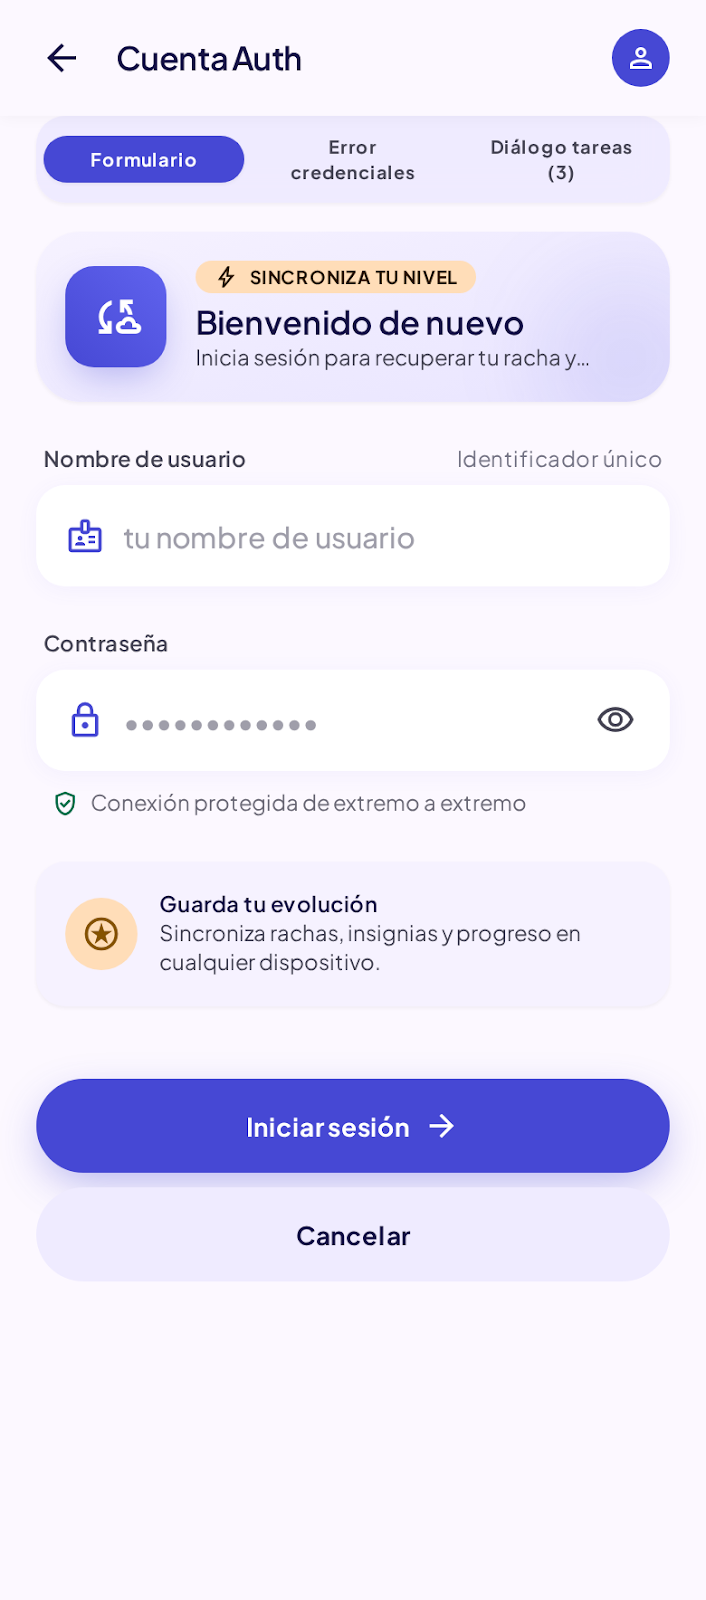 Cuenta Auth
Formulario
Error
credenciales
Diálogo tareas
(3)
SINCRONIZA TU NIVEL
Bienvenido de nuevo
Inicia sesión para recuperar tu racha y...
Nombre de usuario
Identificador único
tu nombre de usuario
Contraseña
••••••••••••
Conexión protegida de extremo a extremo
Guarda tu evolución
Sincroniza rachas, insignias y progreso en
cualquier dispositivo.
Iniciar sesión
Cancelar